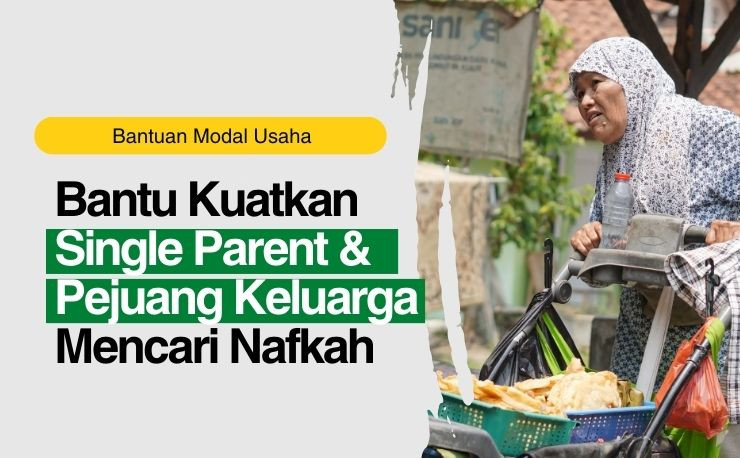 Bantuan Modal Usaha
Bantu Kuatkan
Single Parent &
Pejuang Keluarga
Mencari Nafkah